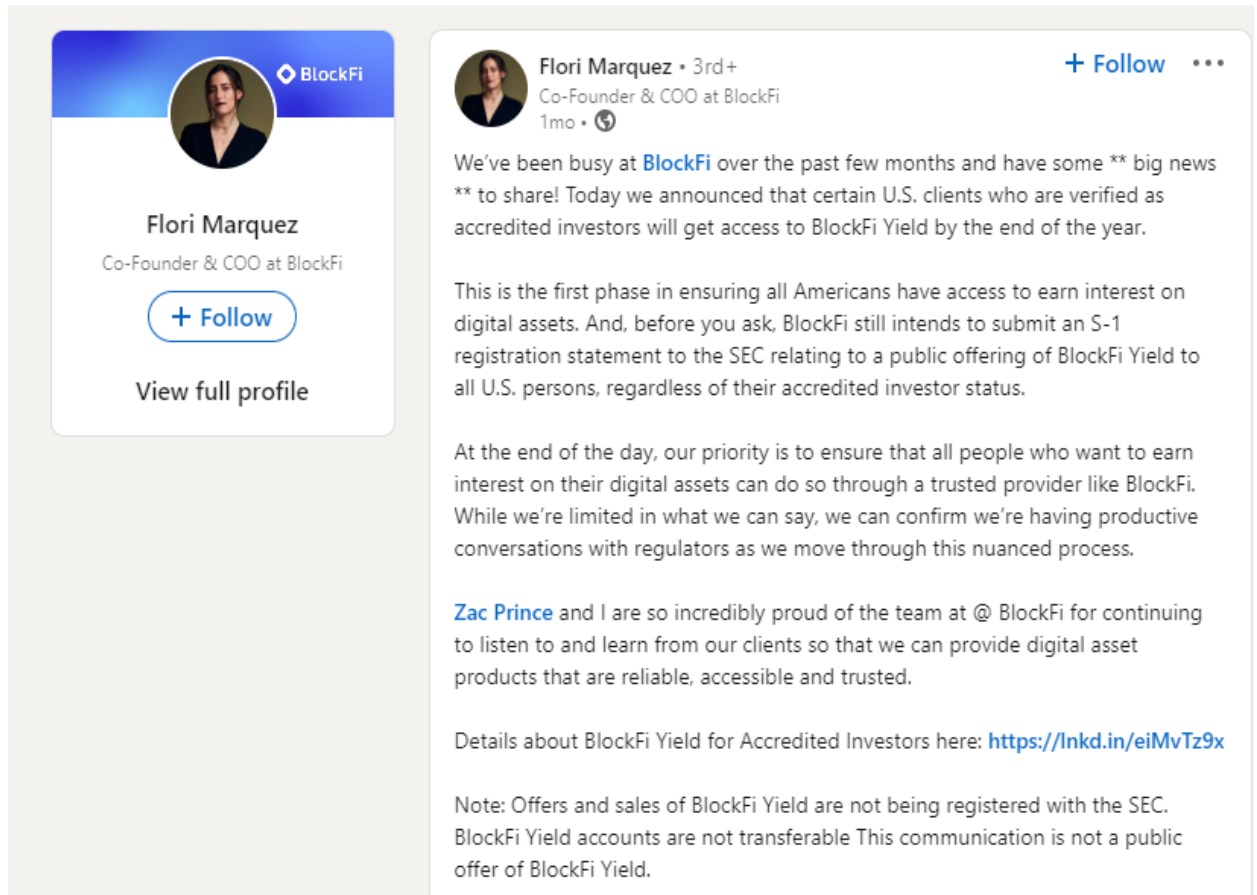 BlockFi
Flori Marquez
Co-Founder & COO at BlockFi
+ Follow
View full profile
Flori Marquez • 3rd+
+ Follow
Co-Founder & COO at BlockFi
1mo •
We've been busy at BlockFi over the past few months and have some ** big news
** to share! Today we announced that certain U.S. clients who are verified as
accredited investors will get access to BlockFi Yield by the end of the year.
This is the first phase in ensuring all Americans have access to earn interest on
digital assets. And, before you ask, BlockFi still intends to submit an S-1
registration statement to the SEC relating to a public offering of BlockFi Yield to
all U.S. persons, regardless of their accredited investor status.
At the end of the day, our priority is to ensure that all people who want to earn
interest on their digital assets can do so through a trusted provider like BlockFi.
While we're limited in what we can say, we can confirm we're having productive
conversations with regulators as we move through this nuanced process.
Zac Prince and I are so incredibly proud of the team at @ BlockFi for continuing
to listen to and learn from our clients so that we can provide digital asset
products that are reliable, accessible and trusted.
Details about BlockFi Yield for Accredited Investors here: https://lnkd.in/eiMvTz9x
Note: Offers and sales of BlockFi Yield are not being registered with the SEC.
BlockFi Yield accounts are not transferable This communication is not a public
offer of BlockFi Yield.